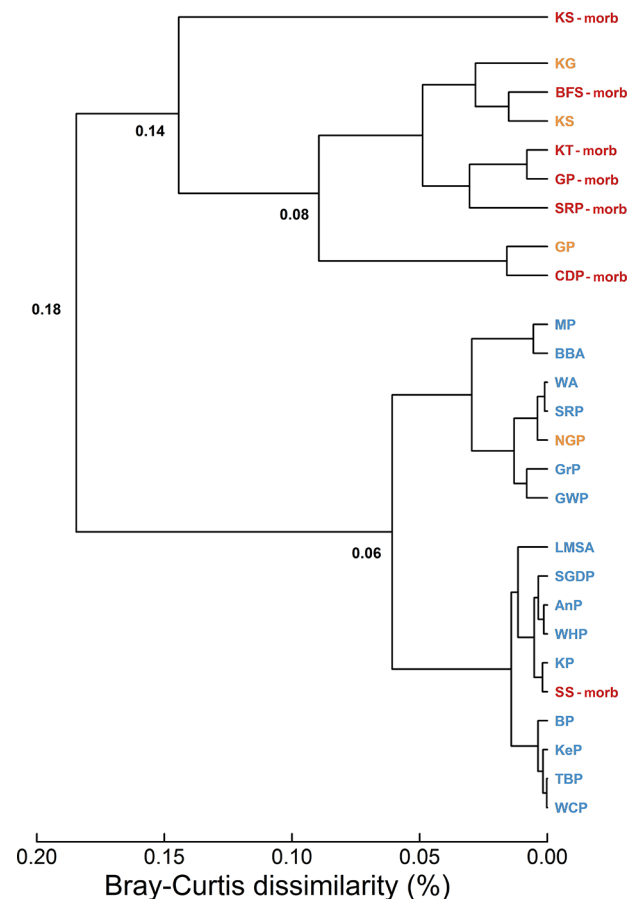 KS-morb
KG
BFS-morb
0.14
KS
KT-morb
GP-morb
SRP-morb
0.08
GP
CDP-morb
0.18
MP
BBA
WA
SRP
NGP
GrP
GWP
LMSA
0.06
SGDP
AnP
WHP
KP
SS-morb
BP
KeP
TBP
WCP
0.20 0.15 0.10 0.05 0.00
Bray-Curtis dissimilarity (%)